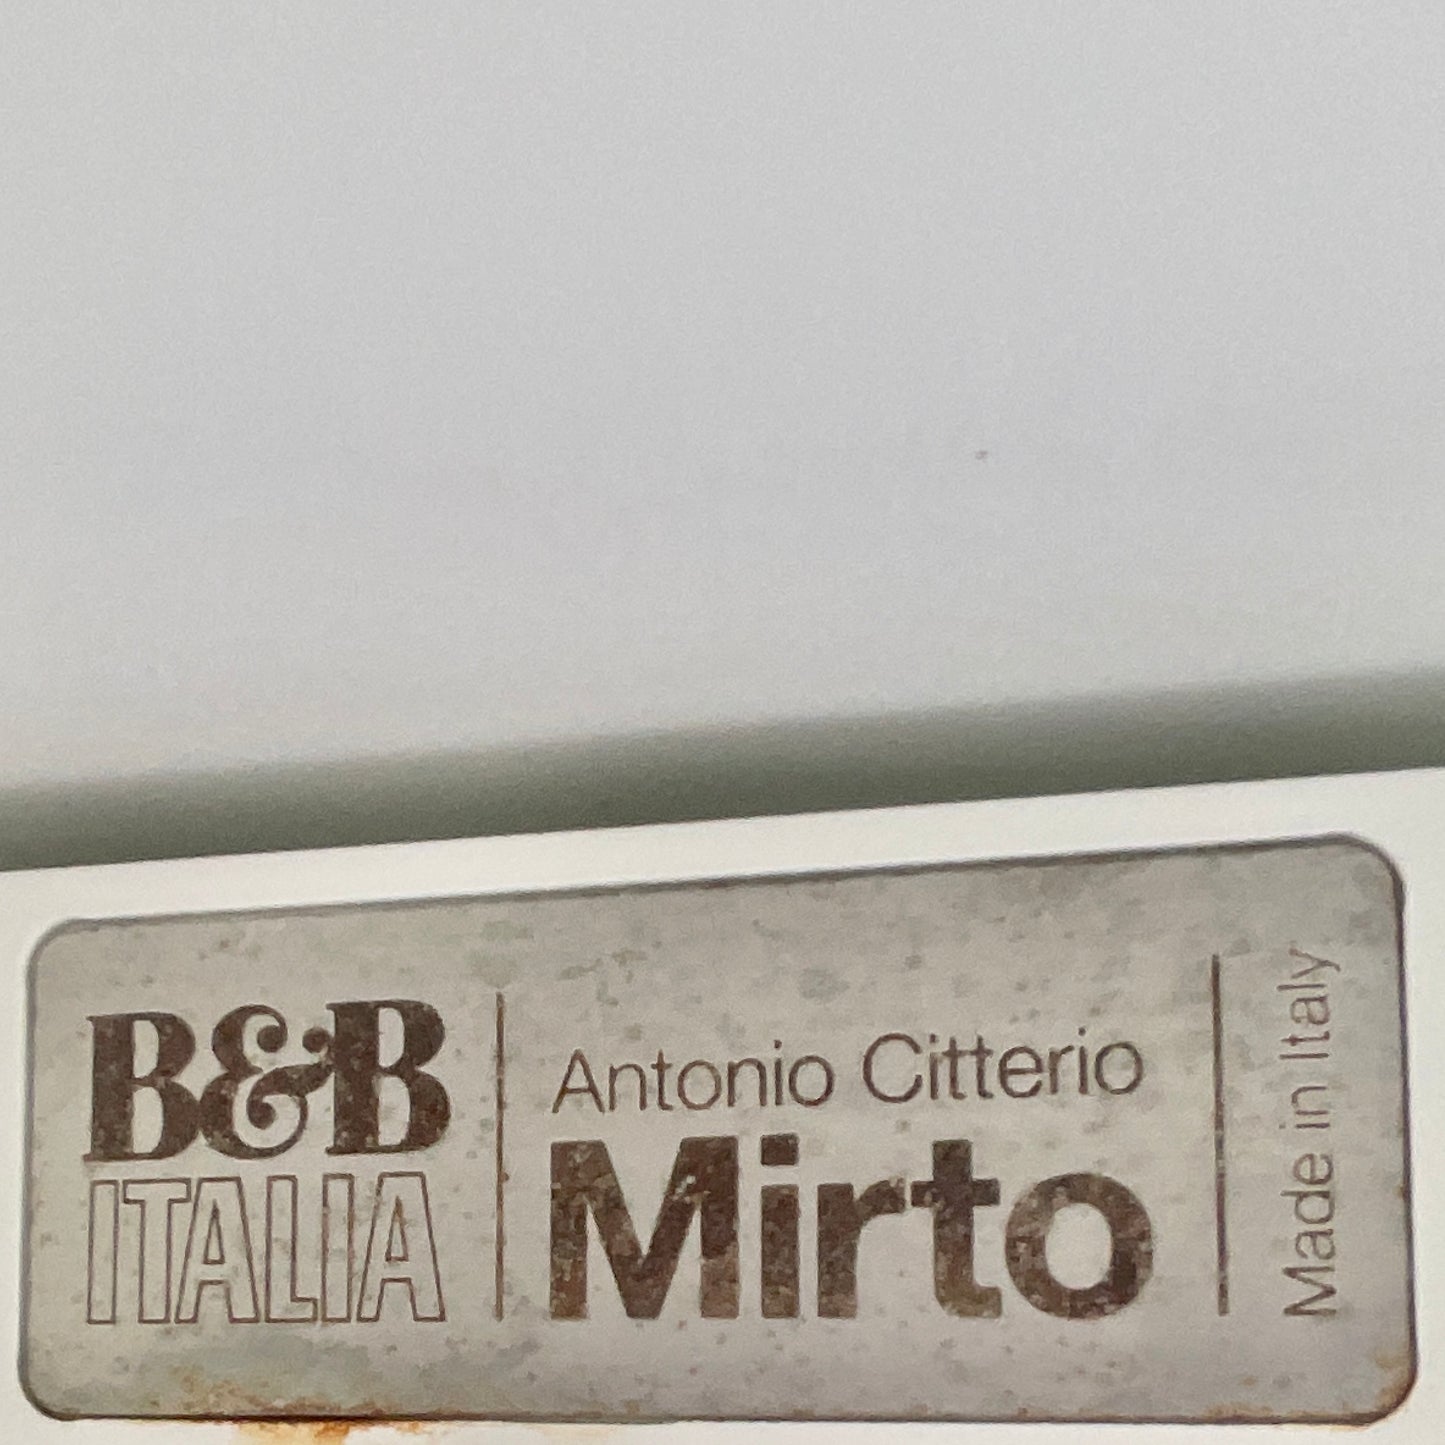 B&B
ITALIA
Antonio Citterio
Mirto
Made in Italy